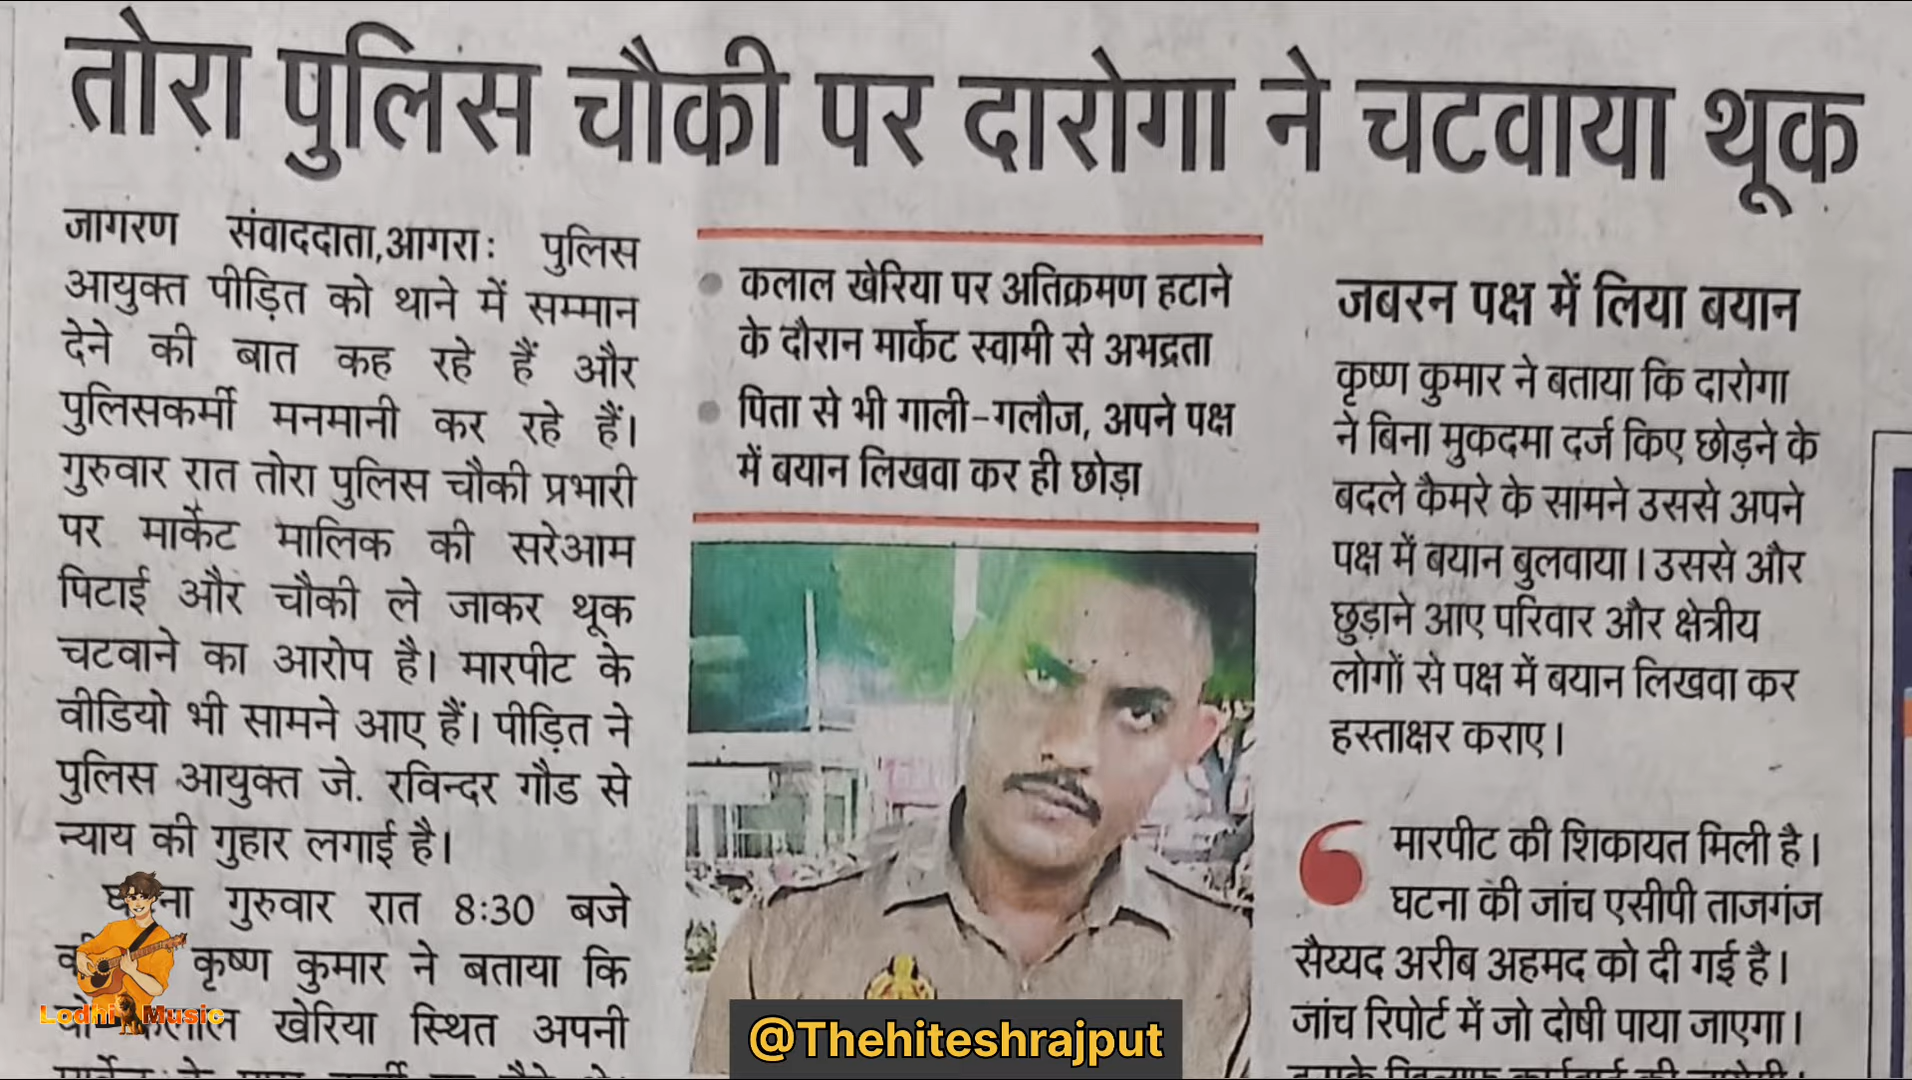 तोरा पुलिस चौकी पर दारोगा ने चटवाया थूक
जागरण संवाददाता,आगराः पुलिस
आयुक्त पीड़ित को थाने में सम्मान
देने की बात कह रहे हैं और
पुलिसकर्मी मनमानी कर रहे हैं।
गुरुवार रात तोरा पुलिस चौकी प्रभारी
पर मार्केट मालिक की सरेआम
पिटाई और चौकी ले जाकर थूक
चटवाने का आरोप है। मारपीट के
वीडियो भी सामने आए हैं। पीड़ित ने
पुलिस आयुक्त जे. रविन्दर गौड से
न्याय की गुहार लगाई है।
गुरुवार रात 8:30 बजे
कृष्ण कुमार ने बताया कि
खेरिया स्थित अपनी
कलाल खेरिया पर अतिक्रमण हटाने
के दौरान मार्केट स्वामी से अभद्रता
पिता से भी गाली-गलौज, अपने पक्ष
में बयान लिखवा कर ही छोड़ा
जबरन पक्ष में लिया बयान
कृष्ण कुमार ने बताया कि दारोगा
ने बिना मुकदमा दर्ज किए छोड़ने के
बदले कैमरे के सामने उससे अपने
पक्ष में बयान बुलवाया। उससे और
छुड़ाने आए परिवार और क्षेत्रीय
लोगों से पक्ष में बयान लिखवा कर
हस्ताक्षर कराए।
मारपीट की शिकायत मिली है।
घटना की जांच एसीपी ताजगंज
सैय्यद अरीब अहमद को दी गई है।
जांच रिपोर्ट में जो दोषी पाया जाएगा।
Lodhi Music
@Thehiteshrajput